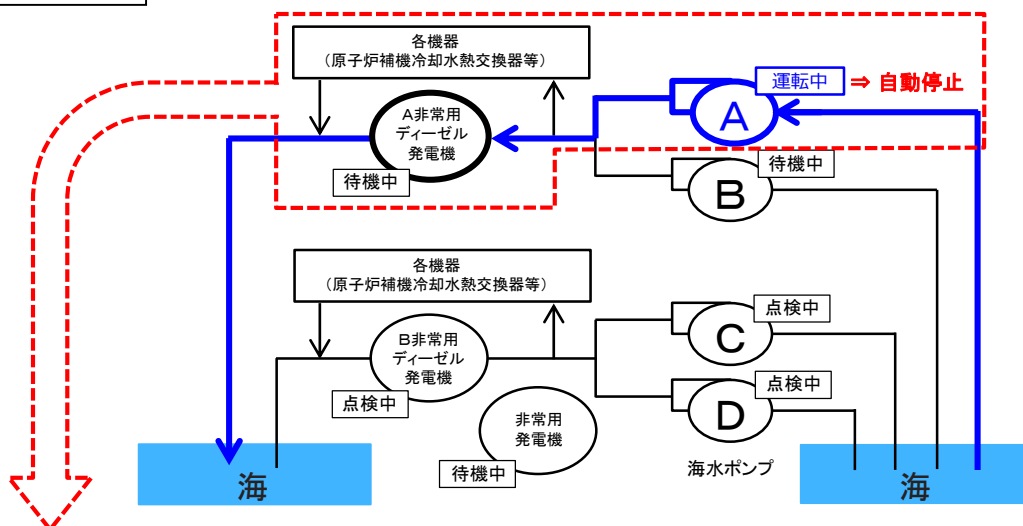 各機器
(原子炉補機冷却水熱交換器等)
運転中 ⇒ 自動停止
A
A非常用
ディーゼル
発電機
待機中
待機中
B
各機器
(原子炉補機冷却水熱交換器等)
点検中
C
B非常用
ディーゼル
発電機
点検中
点検中
D
非常用
発電機
待機中
海水ポンプ
海
海